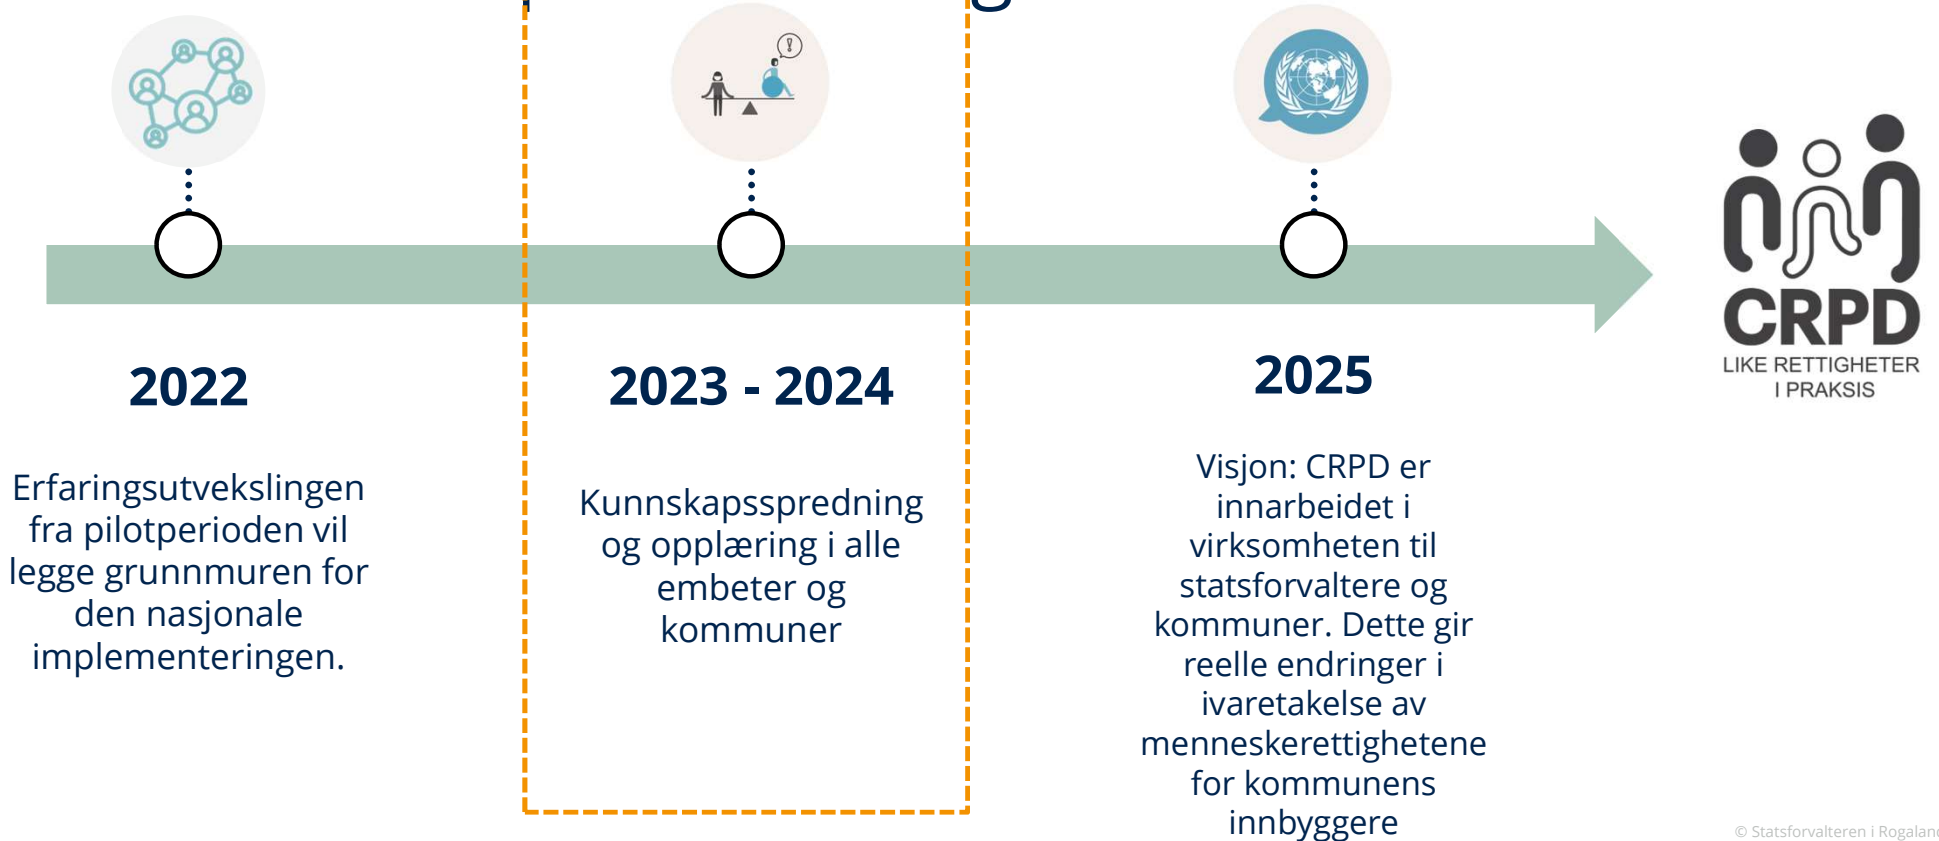 2022
Erfaringsutvekslingen
fra pilotperioden vil
legge grunnmuren for
den nasjonale
implementeringen.
2023 - 2024
Kunnskapsspredning
og opplæring i alle
embeter og
kommuner
2025
Visjon: CRPD er
innarbeidet i
virksomheten til
statsforvaltere og
kommuner. Dette gir
reelle endringer i
ivaretakelse av
menneskerettighetene
for kommunens
innbyggere
CRPD
LIKE RETTIGHETER
I PRAKSIS
© Statsforvalteren i Rogaland